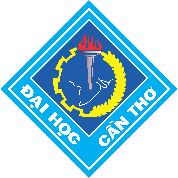 ĐẠI HỌC
CẦN THƠ